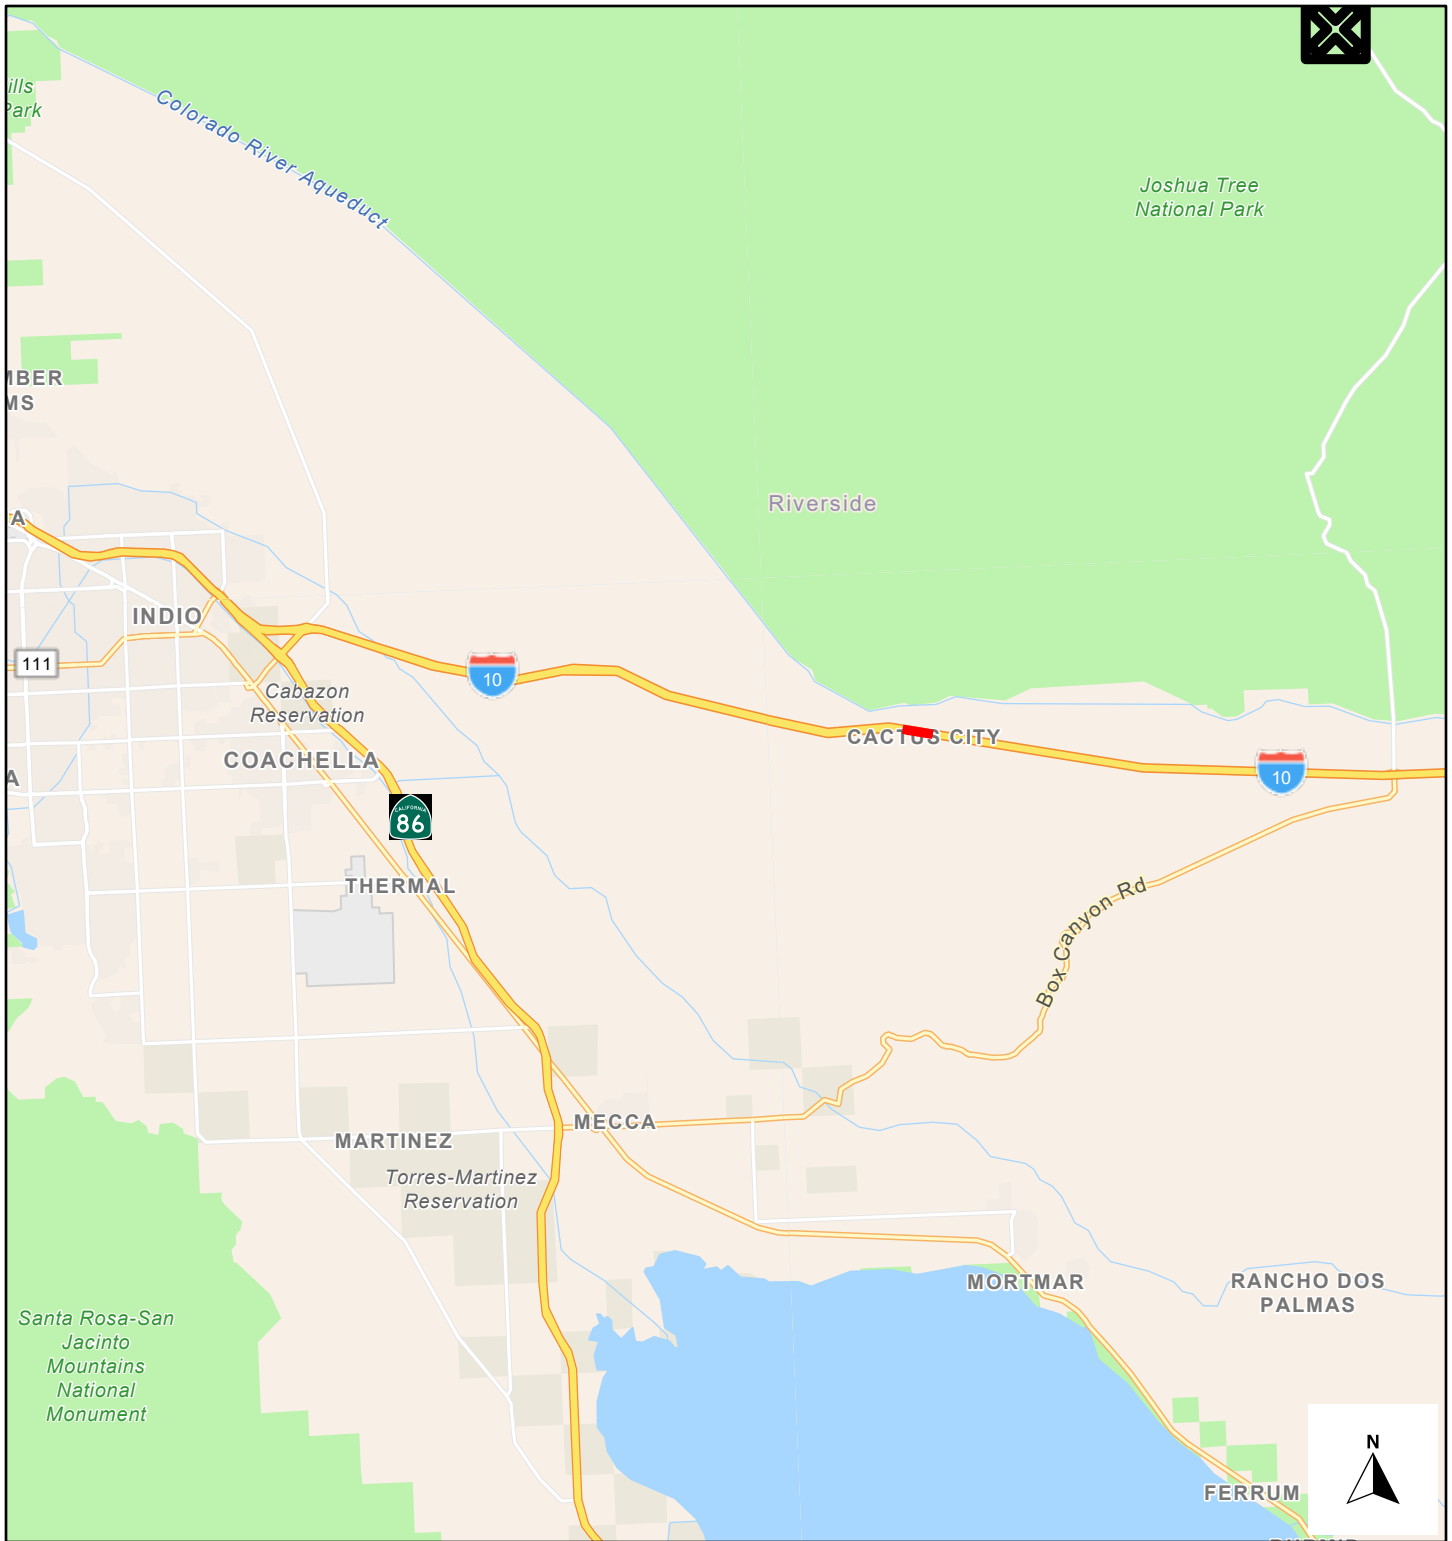 ills
Park
Colorado River Aqueduct
Joshua Tree
National Park
MBER
MS
Riverside
A
INDIO
111
10
Cabazon
Reservation
CACTUS CITY
COACHELLA
10
A
CALIFORNIA
86
THERMAL
Box Canyon Rd
MECCA
MARTINEZ
Torres-Martinez
Reservation
MORTMAR
RANCHO DOS
PALMAS
Santa Rosa-San
Jacinto
Mountains
National
Monument
N
FERRUM